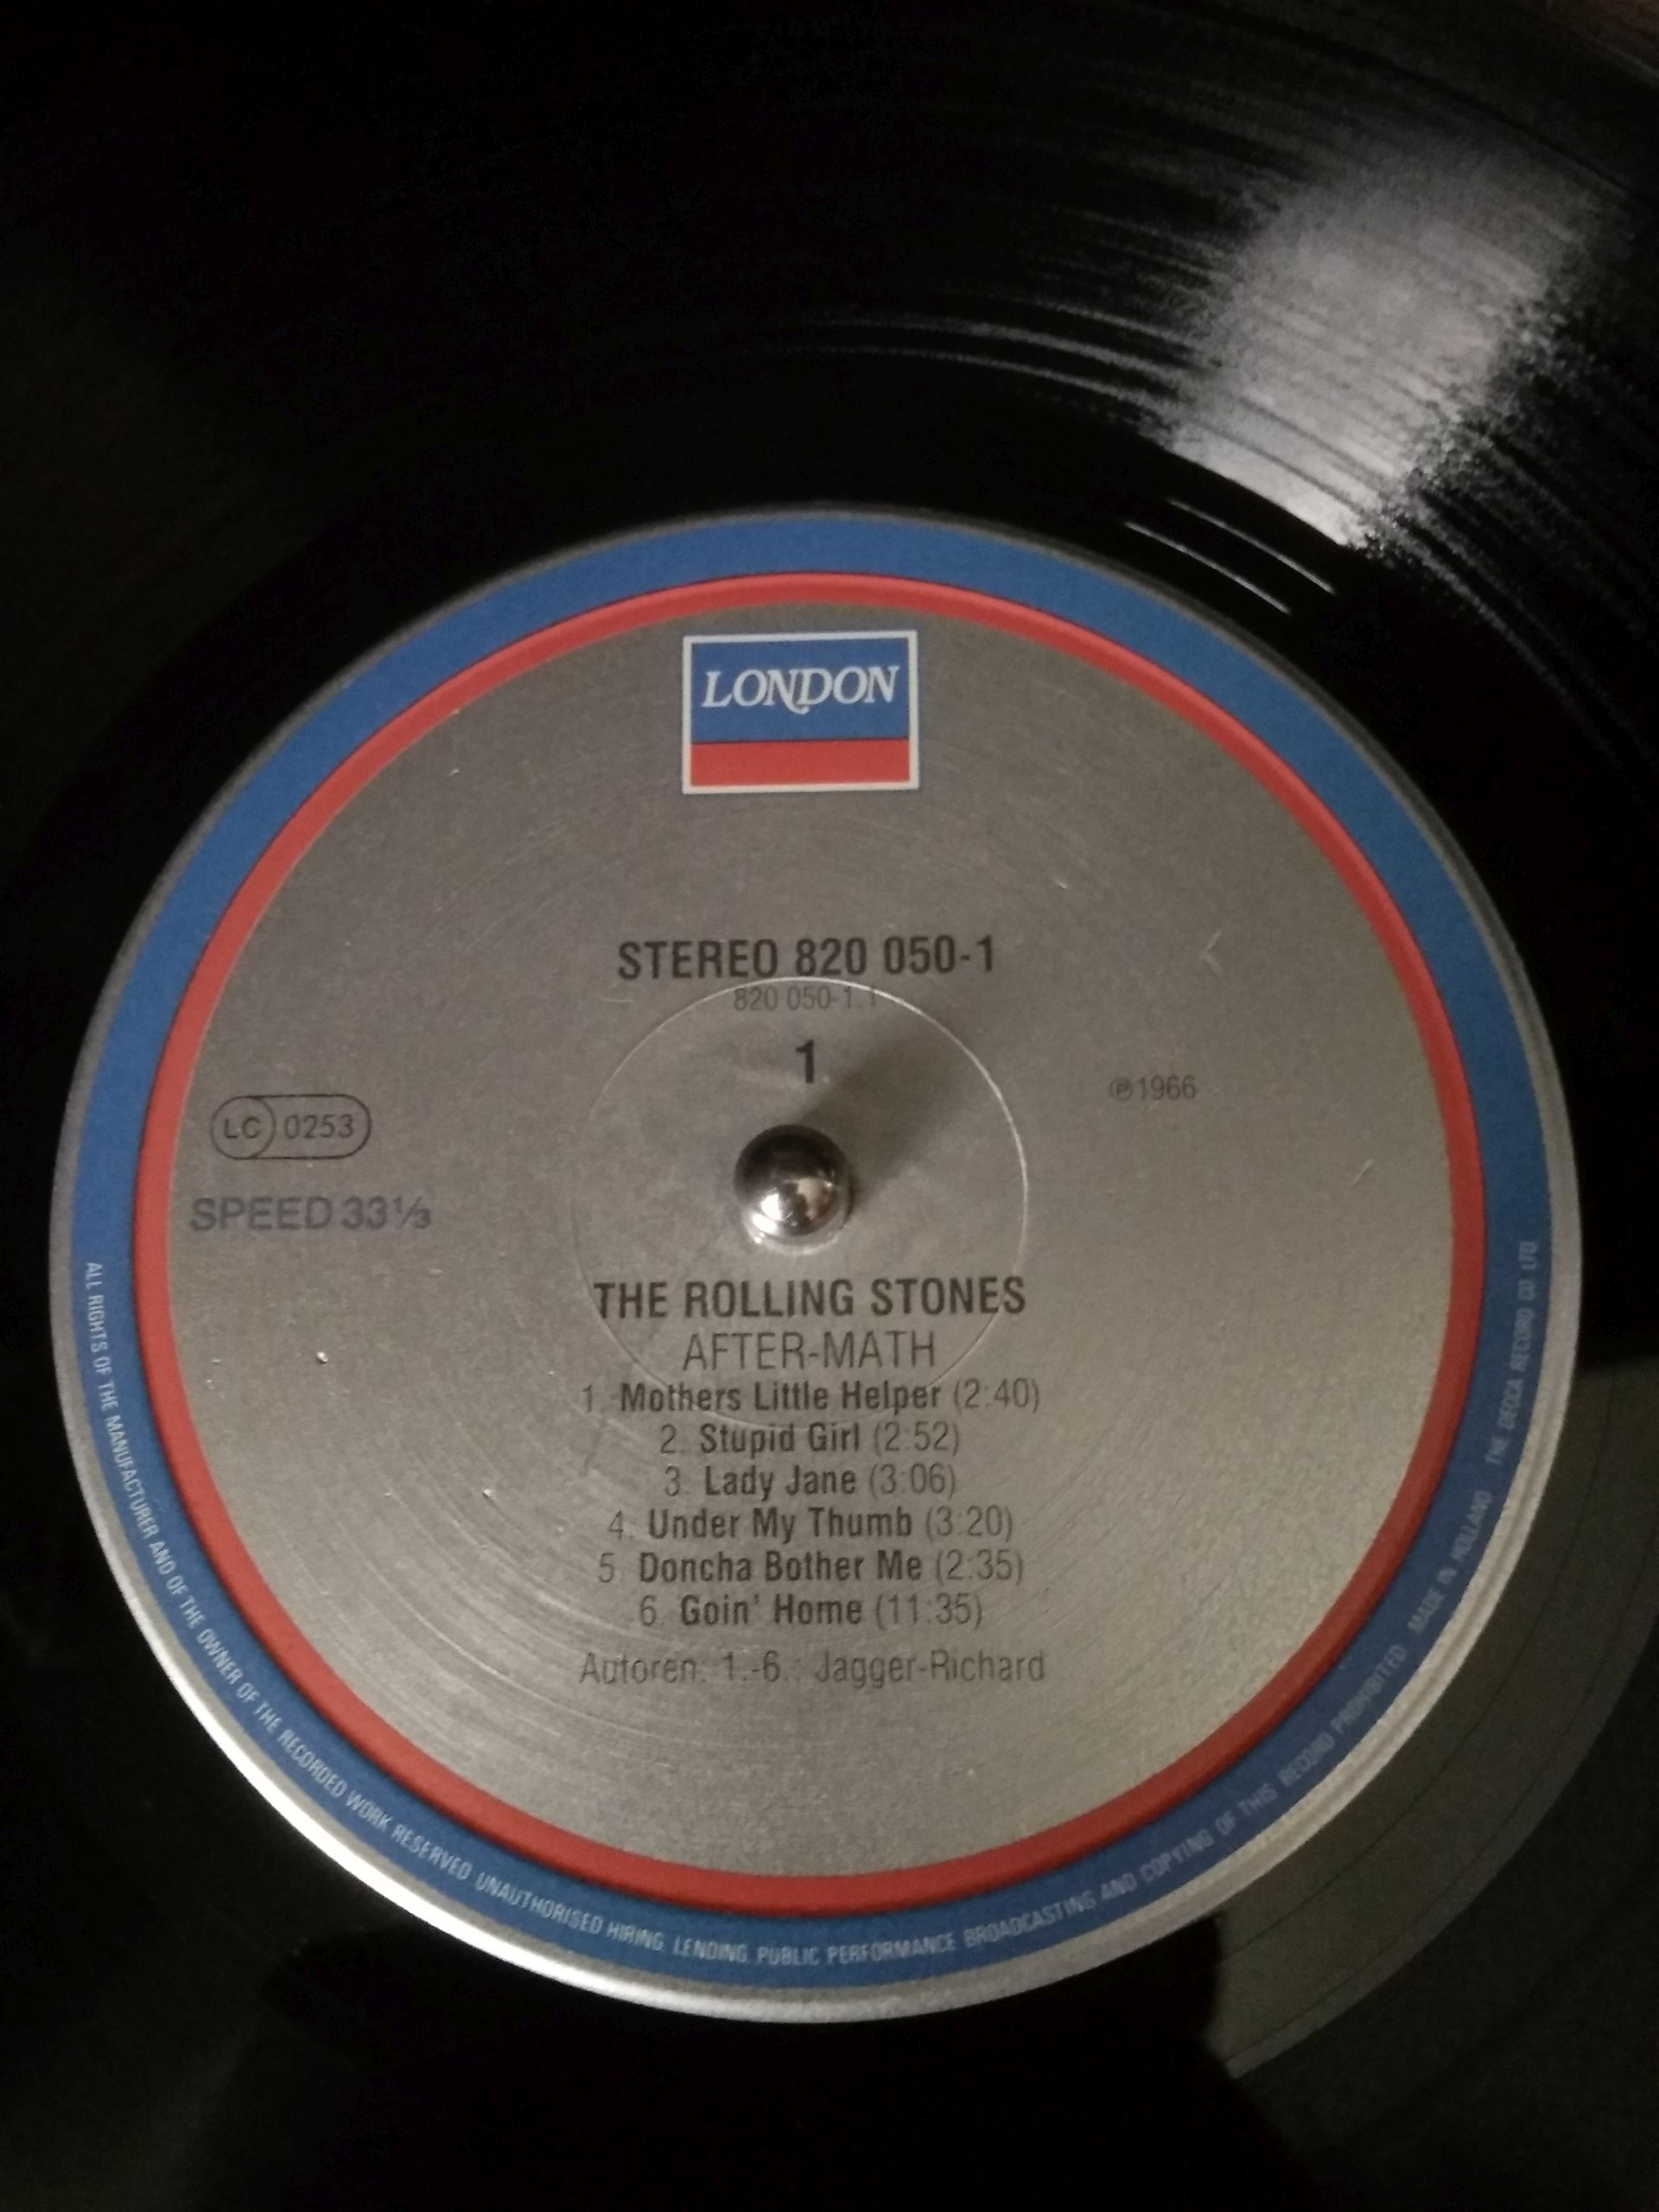 LONDON
STEREO 820 050-1
820 050-1.1
1
℗1966
LC 0253
SPEED 33⅓
THE ROLLING STONES
AFTER-MATH
1. Mothers Little Helper (2:40)
2. Stupid Girl (2:52)
3. Lady Jane (3:06)
4. Under My Thumb (3:20)
5. Doncha Bother Me (2:35)
6. Goin' Home (11:35)
Autoren: 1.-6.: Jagger-Richard
ALL RIGHTS OF THE MANUFACTURER AND OF THE OWNER OF THE RECORDED WORK RESERVED UNAUTHORISED HIRING, LENDING, PUBLIC PERFORMANCE BROADCASTING AND COPYING OF THIS RECORD PROHIBITED MADE IN HOLLAND THE DECCA RECORD CO. LTD.